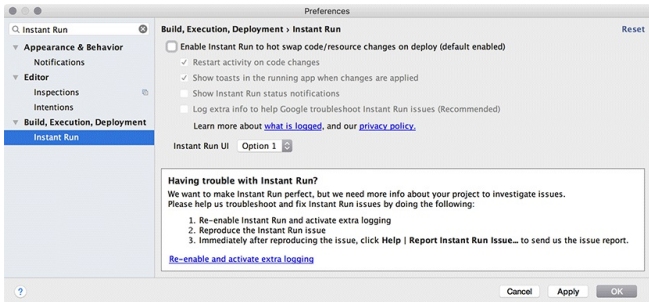 Preferences
Instant Run
Build, Execution, Deployment › Instant Run
Reset
Appearance & Behavior
Notifications
Editor
Inspections
Intentions
Build, Execution, Deployment
Instant Run
Enable Instant Run to hot swap code/resource changes on deploy (default enabled)
Restart activity on code changes
Show toasts in the running app when changes are applied
Show Instant Run status notifications
Log extra info to help Google troubleshoot Instant Run issues (Recommended)
Learn more about what is logged, and our privacy policy.
Instant Run UI Option 1
Having trouble with Instant Run?
We want to make Instant Run perfect, but we need more info about your project to investigate issues.
Please help us troubleshoot and fix Instant Run issues by doing the following:
1. Re-enable Instant Run and activate extra logging
2. Reproduce the Instant Run issue
3. Immediately after reproducing the issue, click Help | Report Instant Run Issue... to send us the issue report.
Re-enable and activate extra logging
?
Cancel
Apply
OK